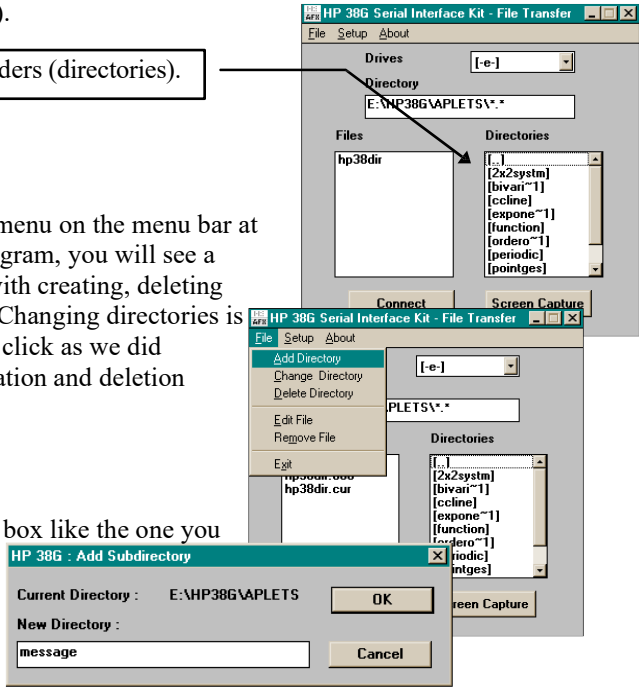 ).
ders (directories).
menu on the menu bar at
gram, you will see a
ith creating, deleting
Changing directories is
click as we did
ation and deletion
box like the one you
HP 38G Serial Interface Kit - File Transfer
File Setup About
Drives
[-e-]
Directory
E:\HP38G\APLETS\*.*
Files
Directories
hp38dir
[..]
[2x2systm]
[bivari~1]
[ccline]
[expone~1]
[function]
[ordero~1]
[periodic]
[pointges]
Connect
Screen Capture
HP 38G Serial Interface Kit - File Transfer
File Setup About
Add Directory
Change Directory
Delete Directory
Edit File
Remove File
Exit
[-e-]
PLETS\*.*
Directories
hp38dir.cur
[..]
[2x2systm]
[bivari~1]
[ccline]
[expone~1]
[function]
[ordero~1]
riodic]
intges]
reen Capture
HP 38G : Add Subdirectory
Current Directory : E:\HP38G\APLETS
OK
New Directory :
message
Cancel